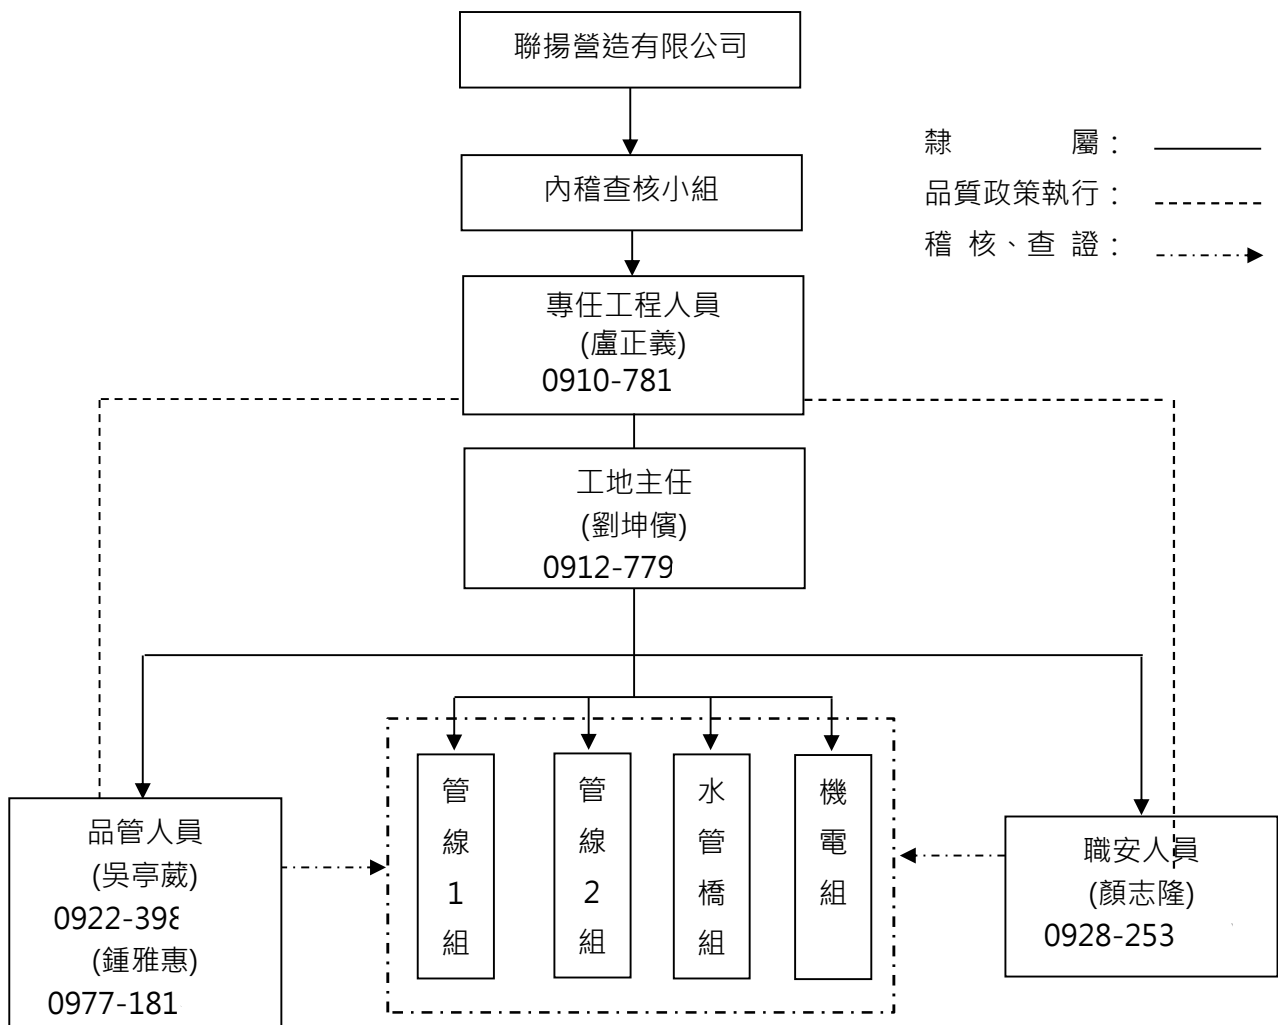 聯揚營造有限公司
隸屬：
品質政策執行：
稽核、查證：
內稽查核小組
專任工程人員
(盧正義)
0910-781
工地主任
(劉坤儐)
0912-779
管線1組
管線2組
水管橋組
機電組
品管人員
(吳亭葳)
0922-398
(鍾雅惠)
0977-181
職安人員
(顏志隆)
0928-253